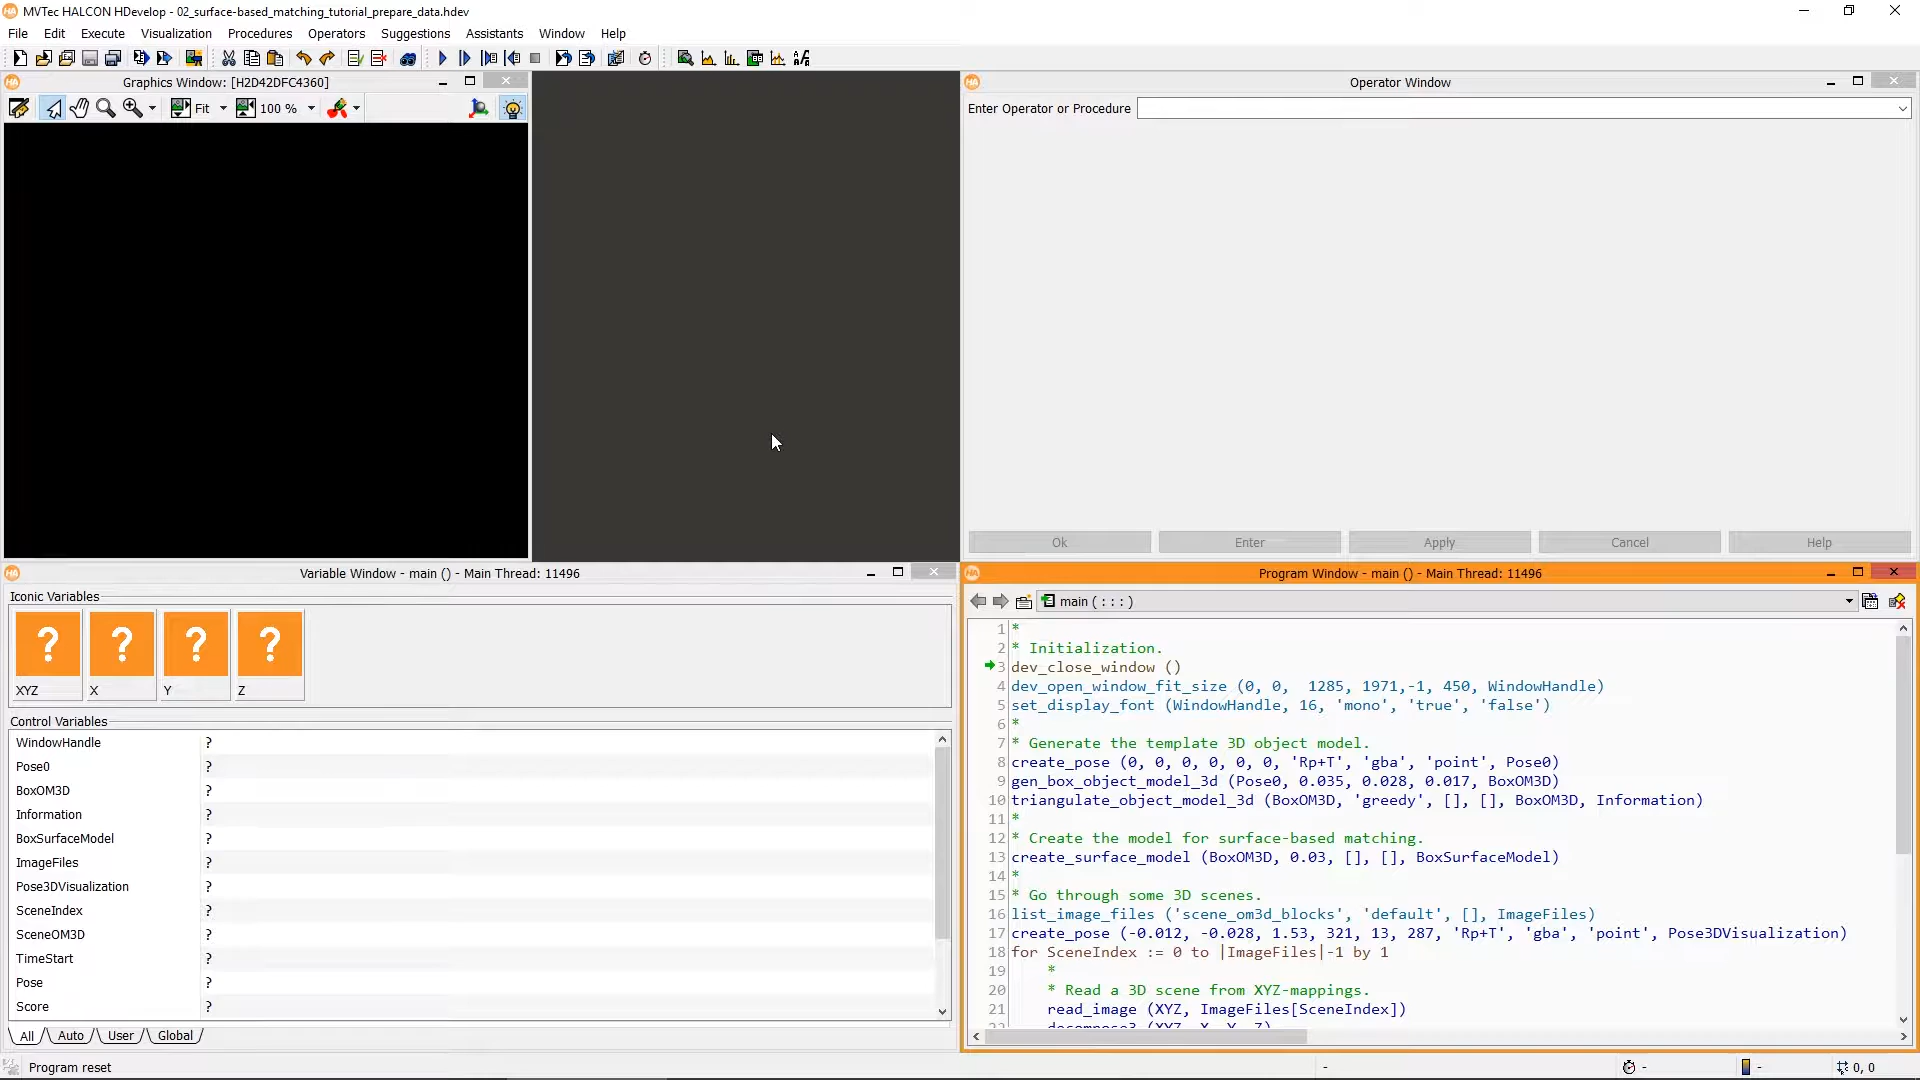 MVTec HALCON HDevelop - 02_surface-based_matching_tutorial_prepare_data.hdev
File Edit Execute Visualization Procedures Operators Suggestions Assistants Window Help
Graphics Window: [H2D42DFC4360]
Fit 100 %
Operator Window
Enter Operator or Procedure
Ok Enter Apply Cancel Help
Variable Window - main () - Main Thread: 11496
Iconic Variables
? ? ? ?
XYZ X Y Z
Control Variables
WindowHandle ?
Pose0 ?
BoxOM3D ?
Information ?
BoxSurfaceModel ?
ImageFiles ?
Pose3DVisualization ?
SceneIndex ?
SceneOM3D ?
TimeStart ?
Pose ?
Score ?
All Auto User Global
Program Window - main () - Main Thread: 11496
main ( : : : )
1 *
2 * Initialization.
3 dev_close_window ()
4 dev_open_window_fit_size (0, 0,  1285, 1971,-1, 450, WindowHandle)
5 set_display_font (WindowHandle, 16, 'mono', 'true', 'false')
6 *
7 * Generate the template 3D object model.
8 create_pose (0, 0, 0, 0, 0, 0, 'Rp+T', 'gba', 'point', Pose0)
9 gen_box_object_model_3d (Pose0, 0.035, 0.028, 0.017, BoxOM3D)
10 triangulate_object_model_3d (BoxOM3D, 'greedy', [], [], BoxOM3D, Information)
11 *
12 * Create the model for surface-based matching.
13 create_surface_model (BoxOM3D, 0.03, [], [], BoxSurfaceModel)
14 *
15 * Go through some 3D scenes.
16 list_image_files ('scene_om3d_blocks', 'default', [], ImageFiles)
17 create_pose (-0.012, -0.028, 1.53, 321, 13, 287, 'Rp+T', 'gba', 'point', Pose3DVisualization)
18 for SceneIndex := 0 to |ImageFiles|-1 by 1
19 *
20 * Read a 3D scene from XYZ-mappings.
21 read_image (XYZ, ImageFiles[SceneIndex])
22 decompose3 (XYZ, X, Y, Z)
Program reset
- - - 0, 0